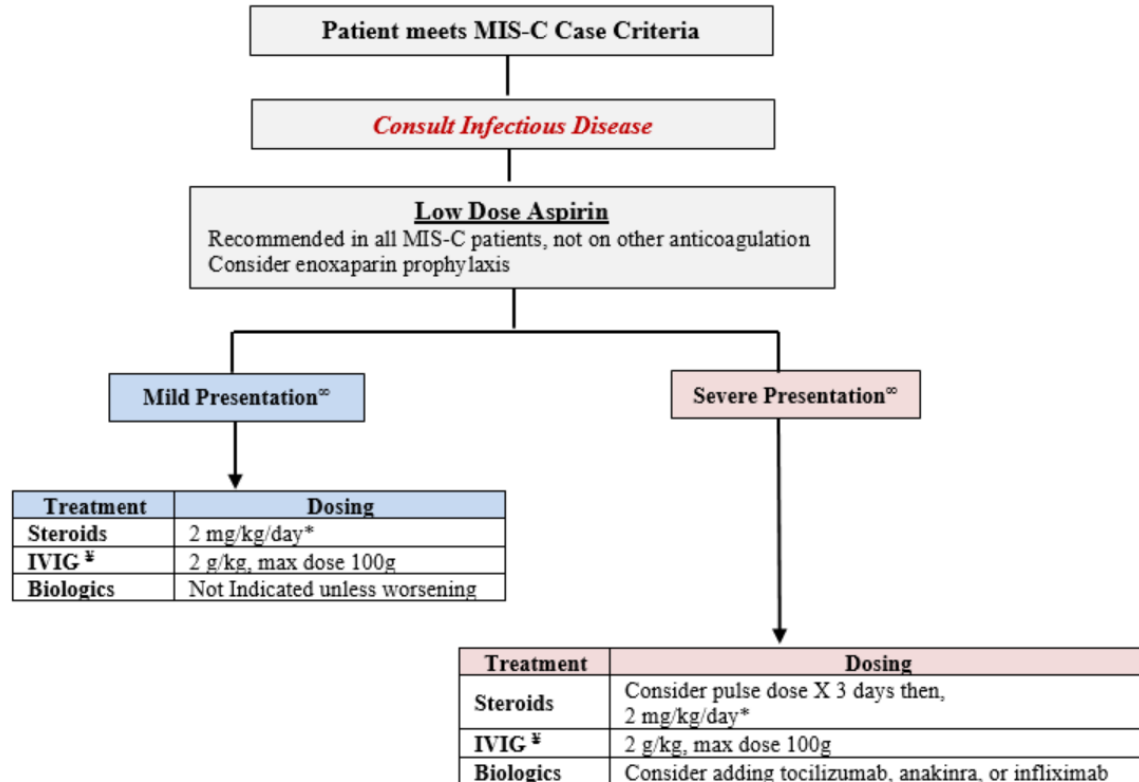 Patient meets MIS-C Case Criteria
Consult Infectious Disease
Low Dose Aspirin
Recommended in all MIS-C patients, not on other anticoagulation
Consider enoxaparin prophylaxis
Mild Presentation∞
Severe Presentation∞
Treatment Dosing
Steroids 2 mg/kg/day*
IVIG ¥ 2 g/kg, max dose 100g
Biologics Not Indicated unless worsening
Treatment Dosing
Steroids Consider pulse dose X 3 days then,
2 mg/kg/day*
IVIG ¥ 2 g/kg, max dose 100g
Biologics Consider adding tocilizumab, anakinra, or infliximab